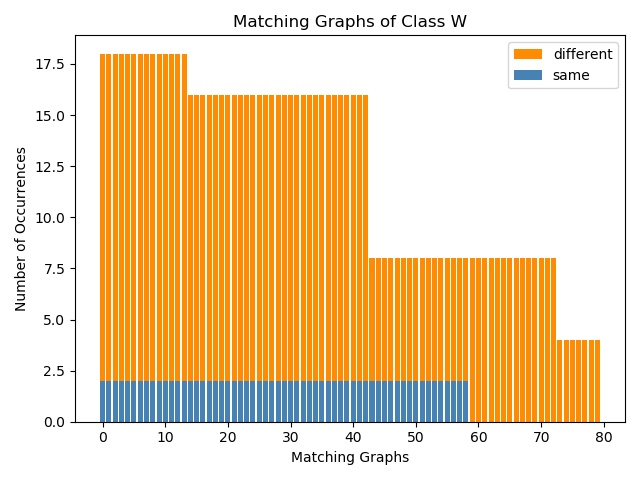 Matching Graphs of Class W
different
same
Number of Occurrences
17.5
15.0
12.5
10.0
7.5
5.0
2.5
0.0
0 10 20 30 40 50 60 70 80
Matching Graphs